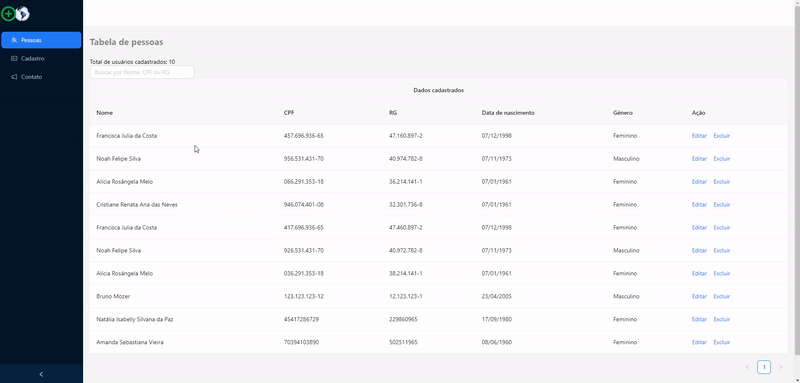 Pessoas
Cadastro
Contato
Tabela de pessoas
Total de usuários cadastrados: 10
Buscar por Nome, CPF ou RG
Dados cadastrados
Nome CPF RG Data de nascimento Gênero Ação
Francisca Julia da Costa 457.696.936-65 47.160.897-2 07/12/1998 Feminino Editar Excluir
Noah Felipe Silva 956.531.431-70 40.974.782-8 07/11/1973 Masculino Editar Excluir
Alícia Rosângela Melo 066.291.353-18 36.214.141-1 07/01/1961 Feminino Editar Excluir
Cristiane Renata Ana das Neves 946.074.401-08 32.301.736-8 07/01/1961 Feminino Editar Excluir
Francisca Julia da Costa 417.696.936-65 47.460.897-2 07/12/1998 Feminino Editar Excluir
Noah Felipe Silva 926.531.431-70 40.972.782-8 07/11/1973 Masculino Editar Excluir
Alícia Rosângela Melo 036.291.353-18 38.214.141-1 07/01/1961 Feminino Editar Excluir
Bruno Mozer 123.123.123-12 12.123.123-1 23/04/2005 Masculino Editar Excluir
Natália Isabelly Silvana da Paz 45417286729 229860965 17/09/1980 Feminino Editar Excluir
Amanda Sebastiana Vieira 70394103890 502511965 08/06/1960 Feminino Editar Excluir
1